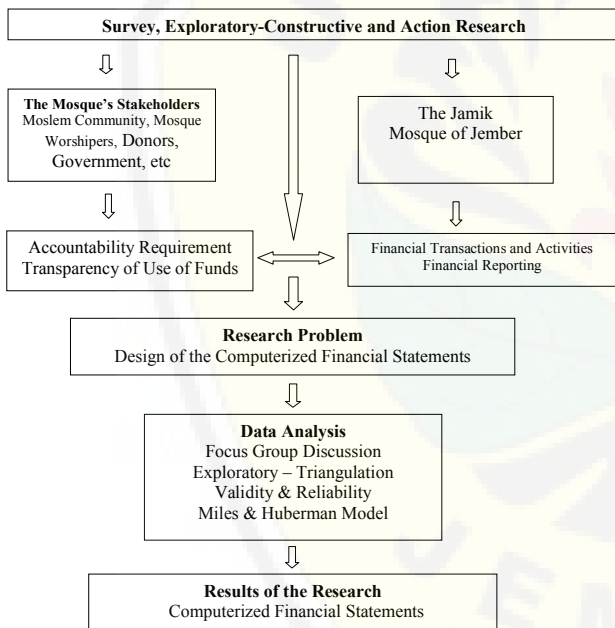 Survey, Exploratory-Constructive and Action Research
The Mosque's Stakeholders
Moslem Community, Mosque
Worshipers, Donors,
Government, etc
The Jamik
Mosque of Jember
Accountability Requirement
Transparency of Use of Funds
Financial Transactions and Activities
Financial Reporting
Research Problem
Design of the Computerized Financial Statements
Data Analysis
Focus Group Discussion
Exploratory – Triangulation
Validity & Reliability
Miles & Huberman Model
Results of the Research
Computerized Financial Statements